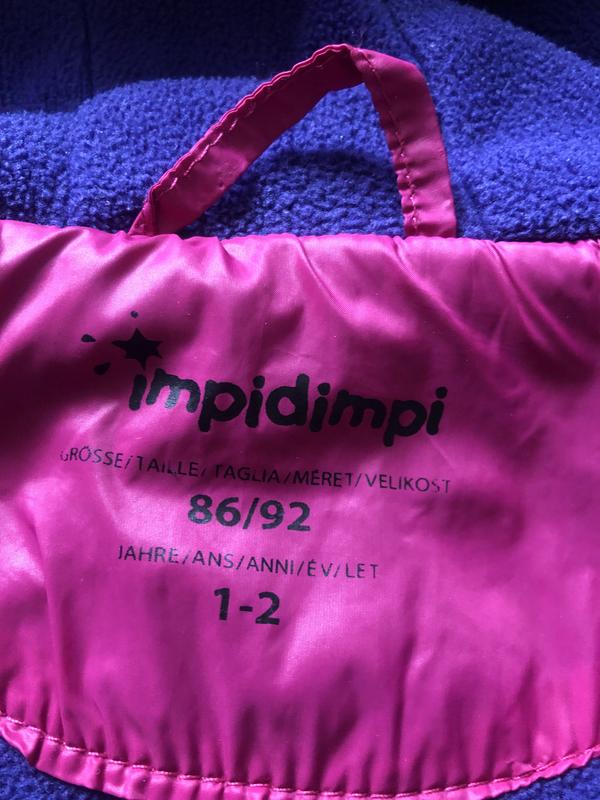 impidimpi
GRÖSSE/TAILLE/TAGLIA/MÉRET/VELIKOST
86/92
JAHRE/ANS/ANNI/ÉV/LET
1-2